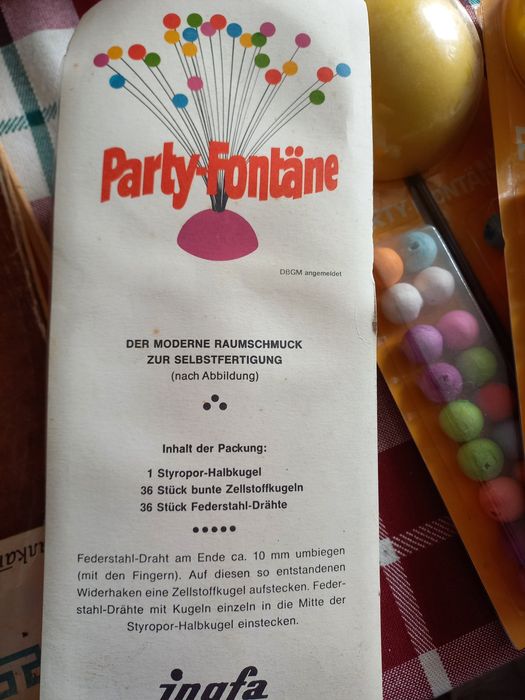 Party-Fontäne
DBGM angemeldet
DER MODERNE RAUMSCHMUCK
ZUR SELBSTFERTIGUNG
(nach Abbildung)
Inhalt der Packung:
1 Styropor-Halbkugel
36 Stück bunte Zellstoffkugeln
36 Stück Federstahl-Drähte
Federstahl-Draht am Ende ca. 10 mm umbiegen
(mit den Fingern). Auf diesen so entstandenen
Widerhaken eine Zellstoffkugel aufstecken. Feder-
stahl-Drähte mit Kugeln einzeln in die Mitte der
Styropor-Halbkugel einstecken.
ingfa